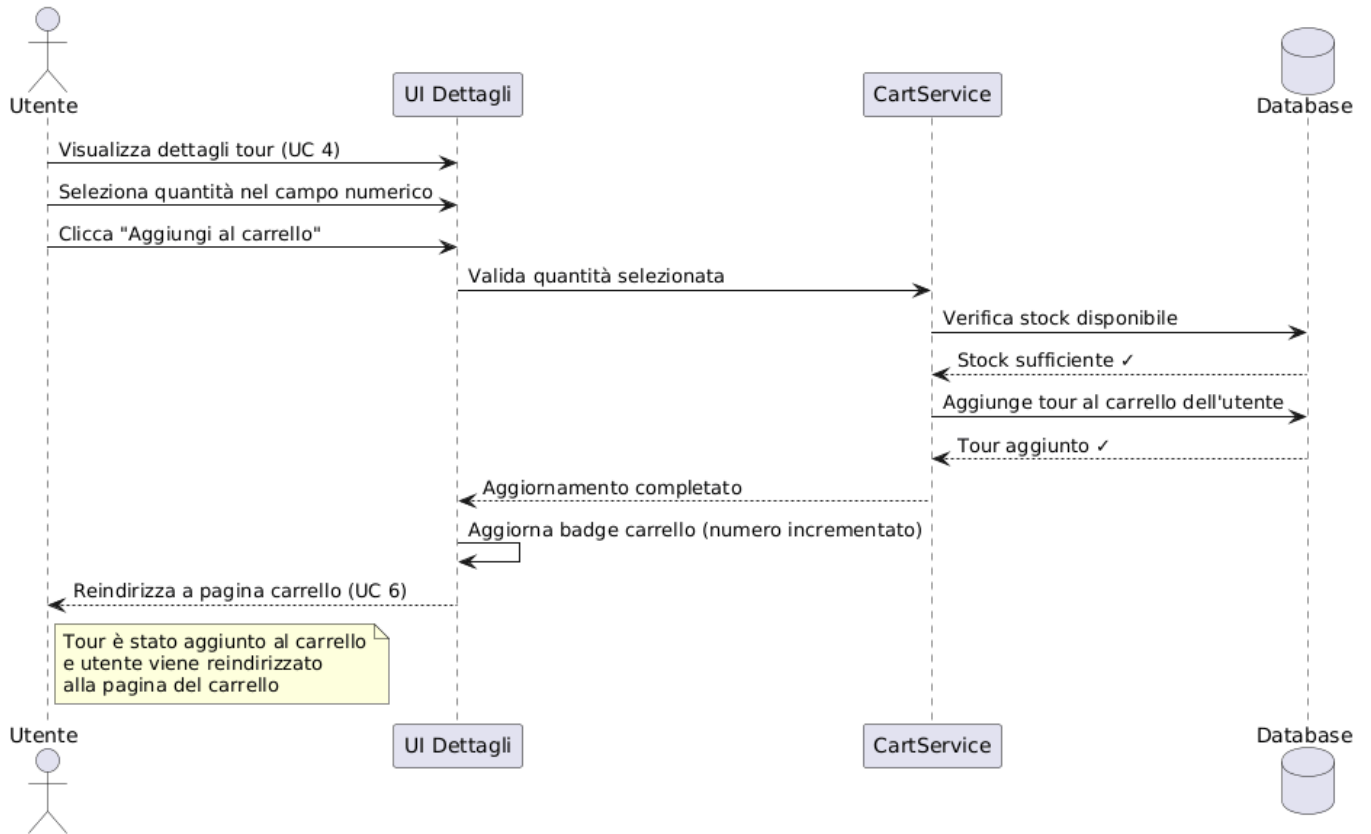 Utente
UI Dettagli
CartService
Database
Visualizza dettagli tour (UC 4)
Seleziona quantità nel campo numerico
Clicca "Aggiungi al carrello"
Valida quantità selezionata
Verifica stock disponibile
Stock sufficiente ✓
Aggiunge tour al carrello dell'utente
Tour aggiunto ✓
Aggiornamento completato
Aggiorna badge carrello (numero incrementato)
Reindirizza a pagina carrello (UC 6)
Tour è stato aggiunto al carrello
e utente viene reindirizzato
alla pagina del carrello
Utente
UI Dettagli
CartService
Database